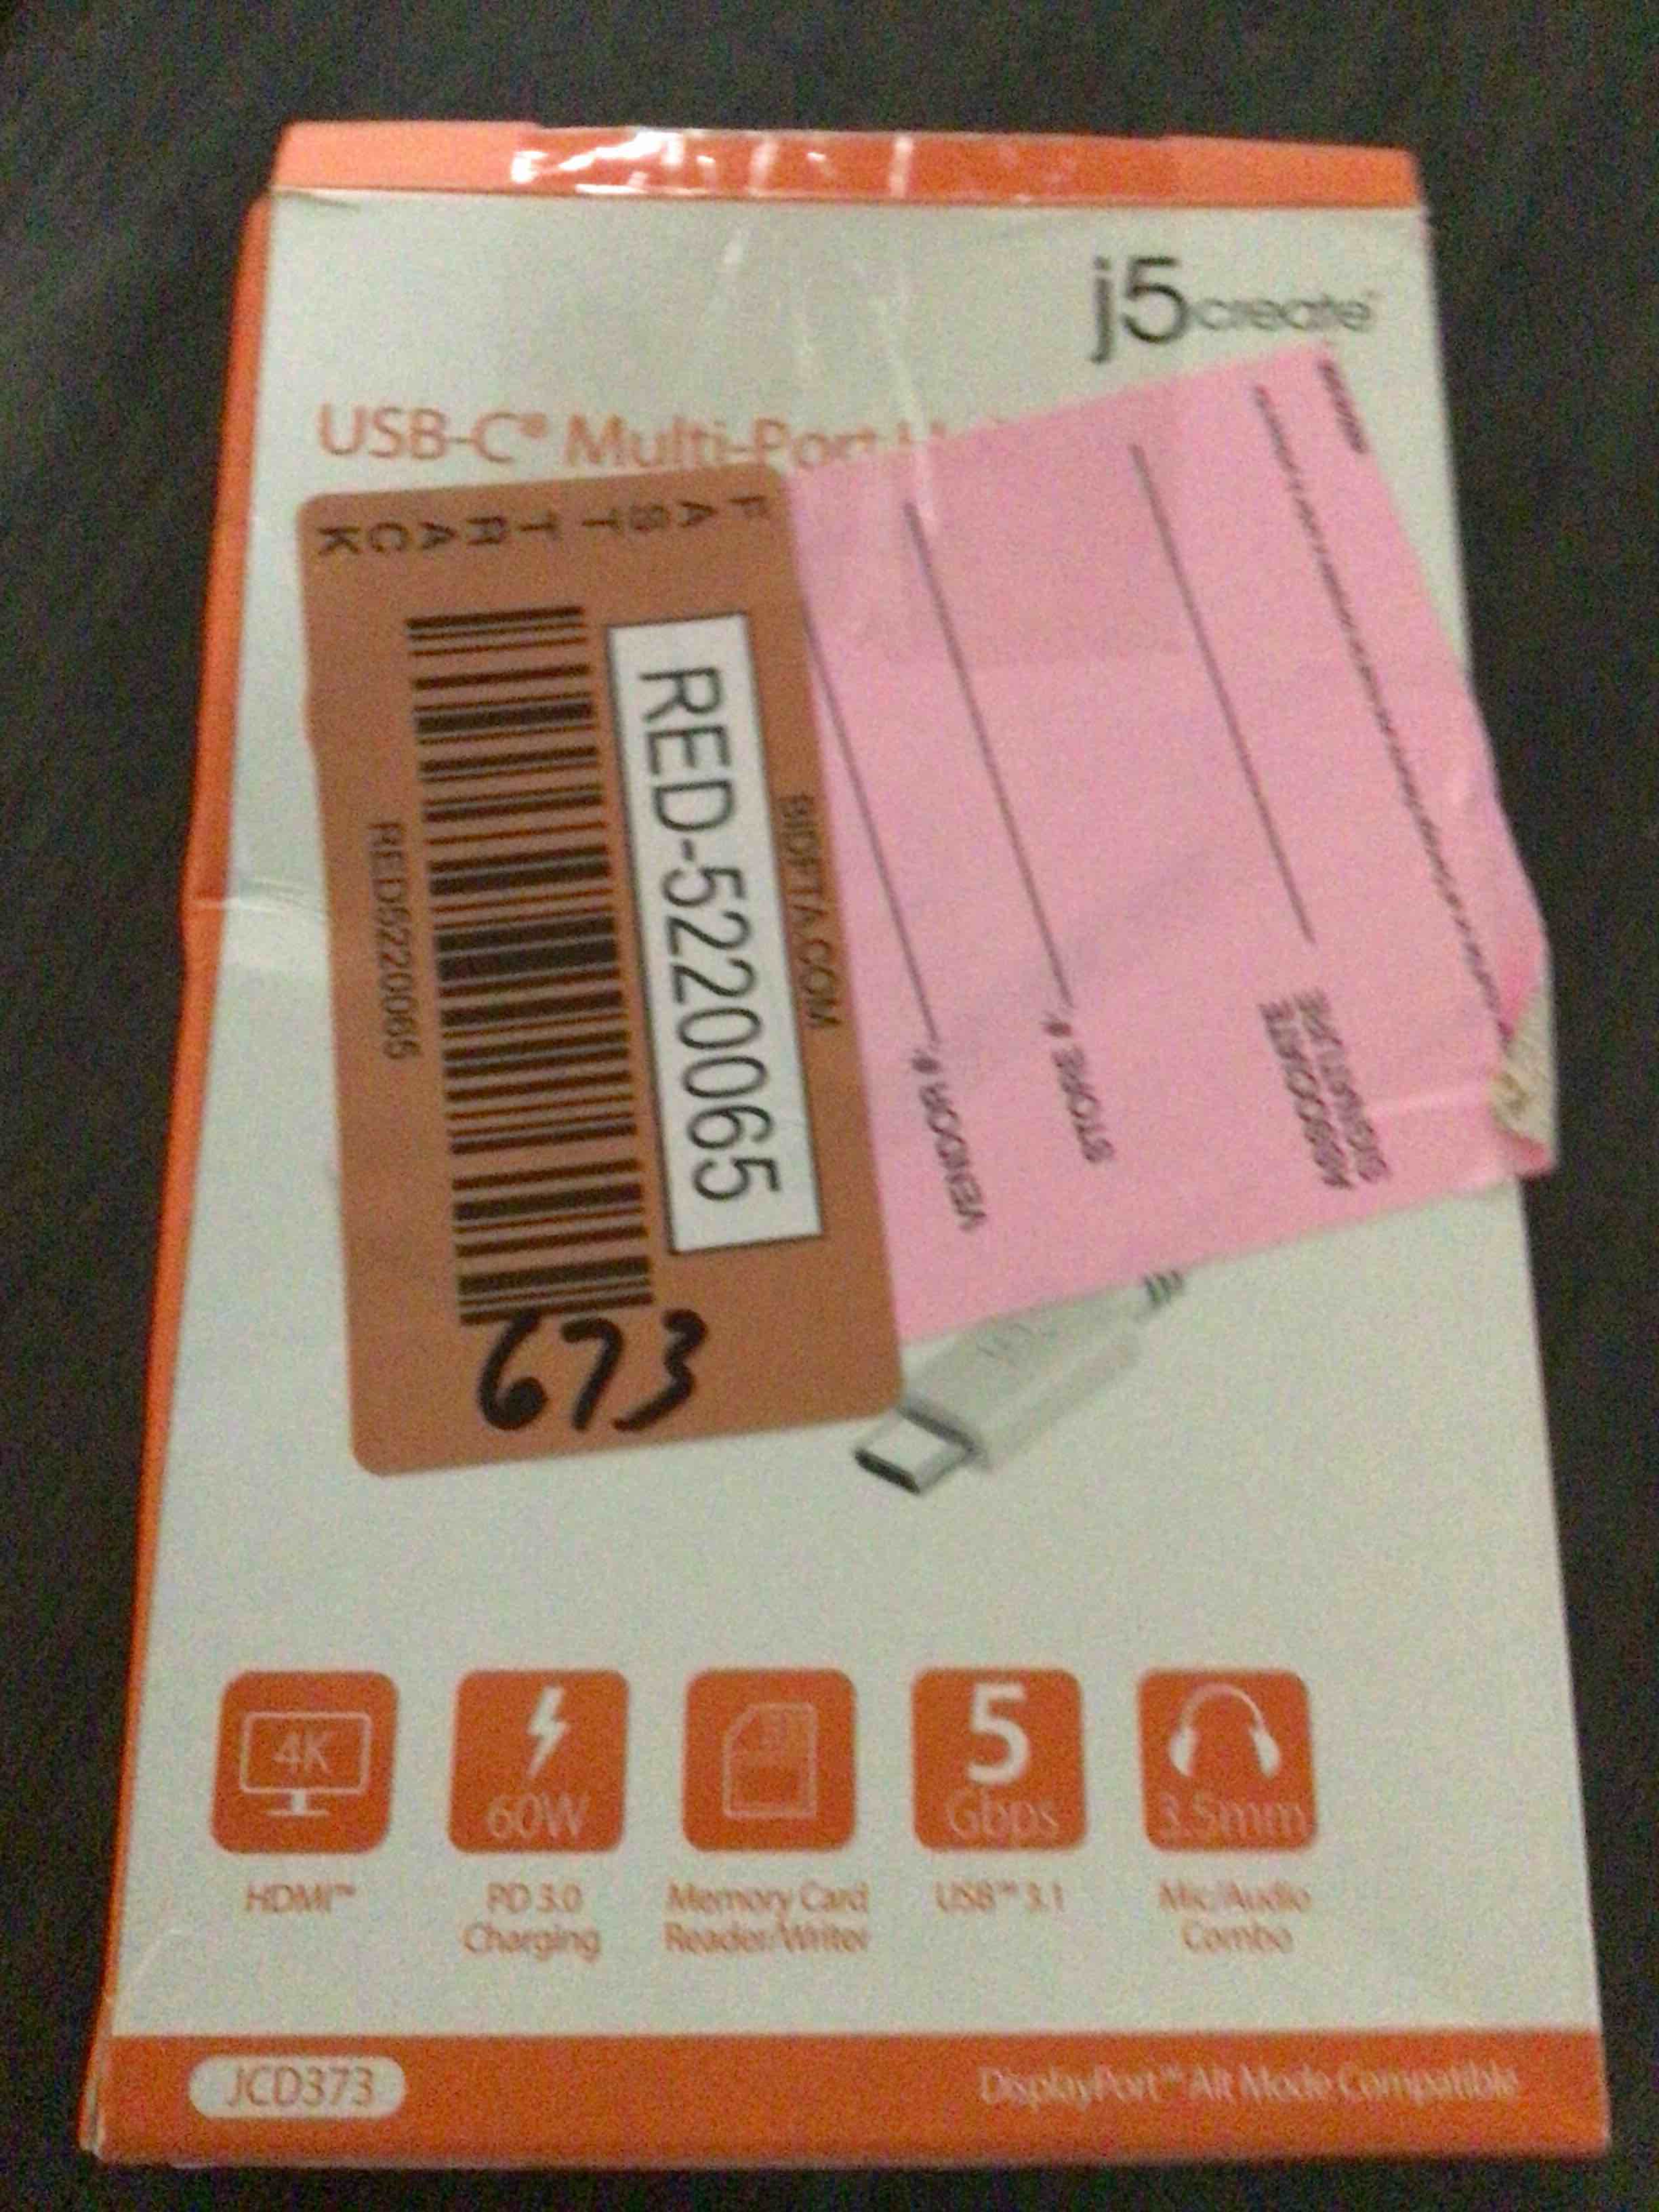 j5create
USB-C® Multi-Port
FAST TRACK
BIDFTA.COM
RED-5220065
RED5220065
673
VENDOR #
STORE #
ASSOCIATE
SIGNATURE
4K
60W
5
Gbps
3.5mm
HDMI™
PD 3.0
Charging
Memory Card
Reader/Writer
USB™ 3.1
Mic/Audio
Combo
JCD373
DisplayPort™ Alt Mode Compatible